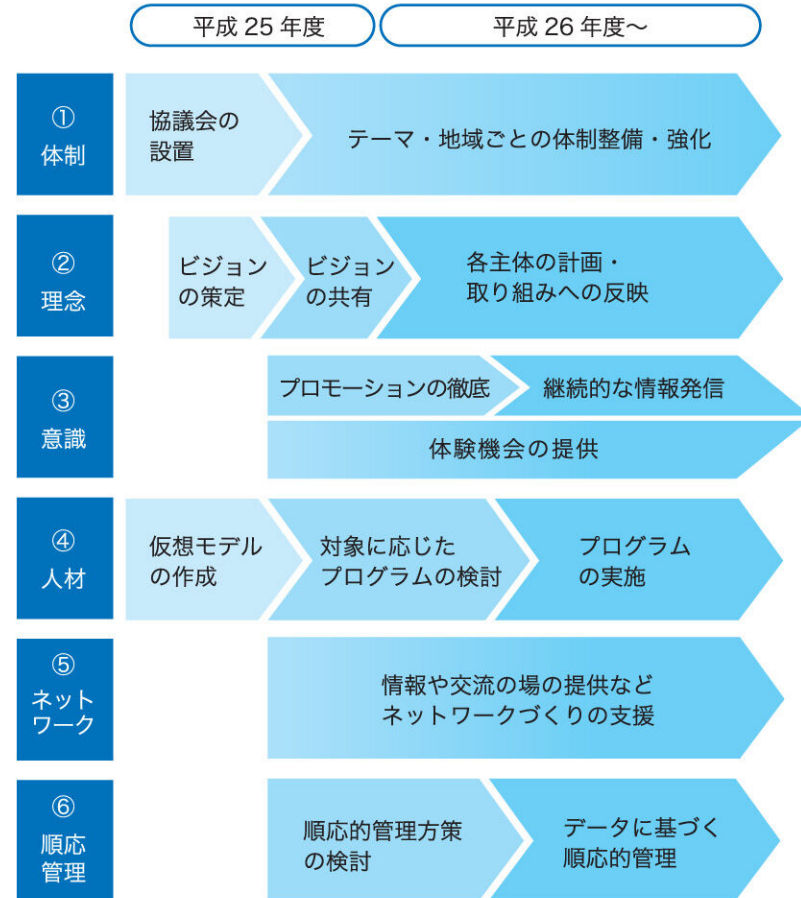 平成 25 年度
平成 26 年度～
①
体制
協議会の
設置
テーマ・地域ごとの体制整備・強化
②
理念
ビジョン
の策定
ビジョン
の共有
各主体の計画・
取り組みへの反映
③
意識
プロモーションの徹底
継続的な情報発信
体験機会の提供
④
人材
仮想モデル
の作成
対象に応じた
プログラムの検討
プログラム
の実施
⑤
ネット
ワーク
情報や交流の場の提供など
ネットワークづくりの支援
⑥
順応
管理
順応的管理方策
の検討
データに基づく
順応的管理